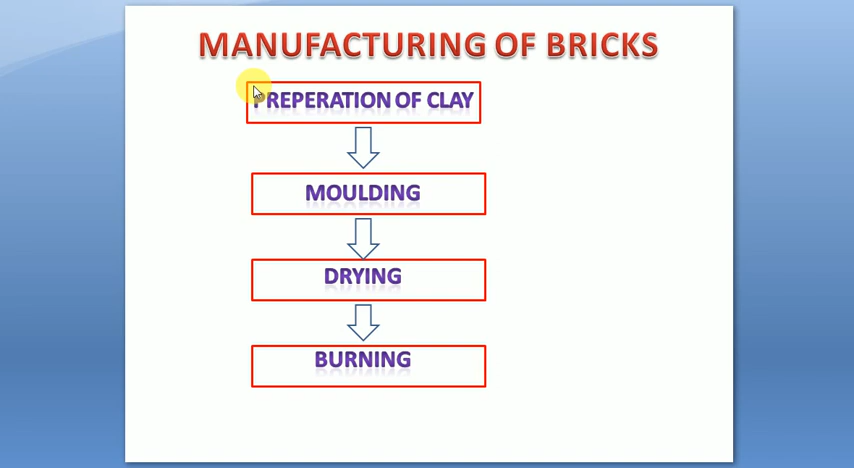 MANUFACTURING OF BRICKS
PREPERATION OF CLAY
MOULDING
DRYING
BURNING